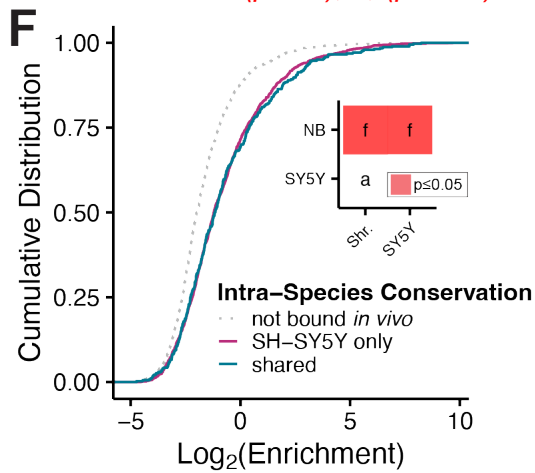 F
Cumulative Distribution
1.00
0.75
0.50
0.25
0.00
−5
0
5
10
Log2(Enrichment)
NB
SY5Y
f
f
a
p≤0.05
Shr.
SY5Y
Intra−Species Conservation
not bound in vivo
SH−SY5Y only
shared